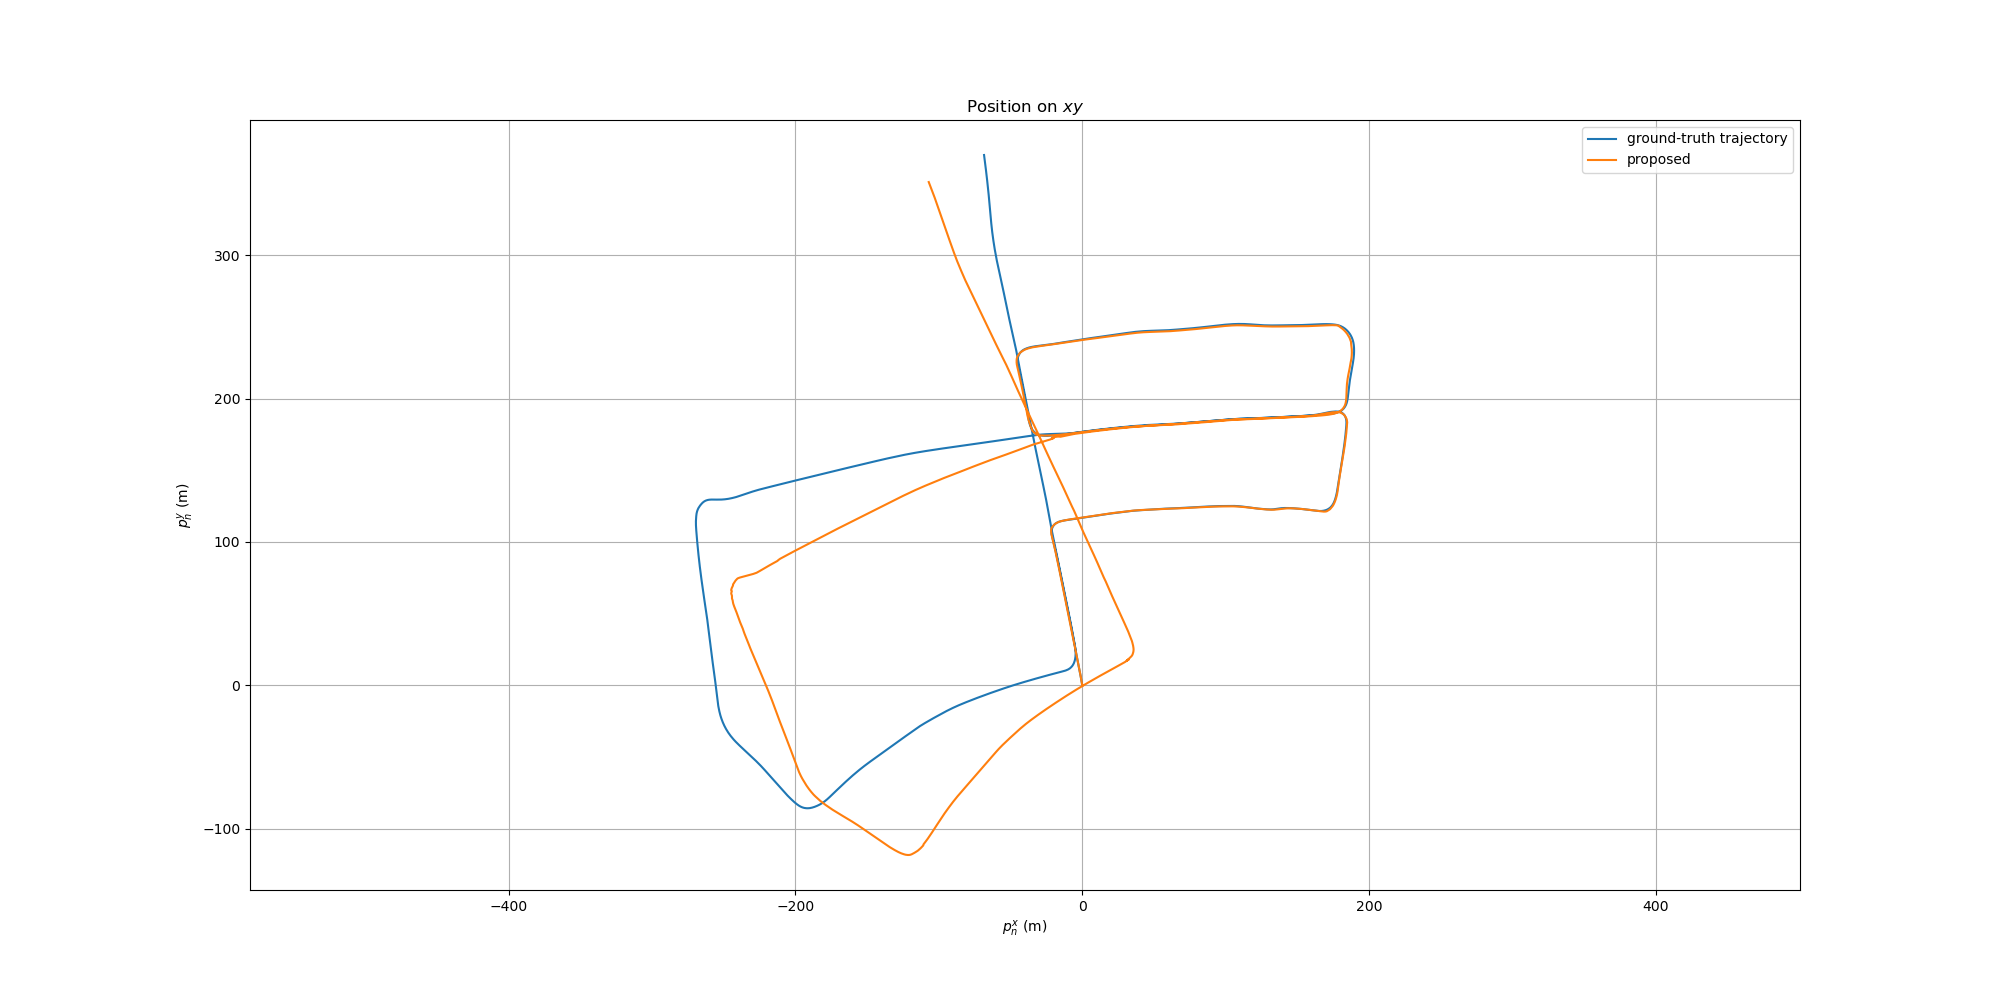 Position on xy
ground-truth trajectory
proposed
300
200
100
0
−100
−400
−200
0
200
400
p_n^y (m)
p_n^x (m)